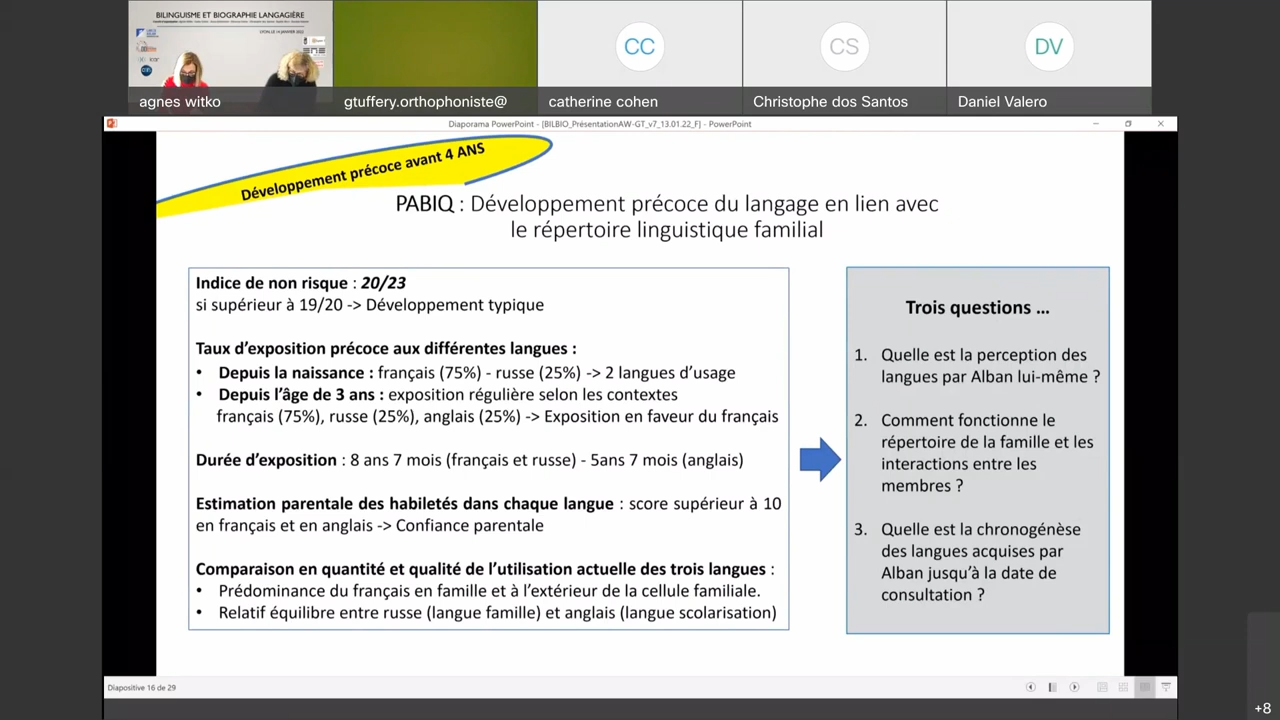 BILINGUISME ET BIOGRAPHIE LANGAGIÈRE
LYON LE 14 JANVIER 2022
agnes witko
gtuffery.orthophoniste@
CC
catherine cohen
CS
Christophe dos Santos
DV
Daniel Valero
Diaporama PowerPoint - [BILBIO_PrésentationAW-GT_v7_13.01.22_F] - PowerPoint
Développement précoce avant 4 ANS
PABIQ : Développement précoce du langage en lien avec
le répertoire linguistique familial
Indice de non risque : 20/23
si supérieur à 19/20 -> Développement typique
Taux d’exposition précoce aux différentes langues :
• Depuis la naissance : français (75%) - russe (25%) -> 2 langues d’usage
• Depuis l’âge de 3 ans : exposition régulière selon les contextes
français (75%), russe (25%), anglais (25%) -> Exposition en faveur du français
Durée d’exposition : 8 ans 7 mois (français et russe) - 5ans 7 mois (anglais)
Estimation parentale des habiletés dans chaque langue : score supérieur à 10
en français et en anglais -> Confiance parentale
Comparaison en quantité et qualité de l’utilisation actuelle des trois langues :
• Prédominance du français en famille et à l’extérieur de la cellule familiale.
• Relatif équilibre entre russe (langue famille) et anglais (langue scolarisation)
Trois questions …
1. Quelle est la perception des
langues par Alban lui-même ?
2. Comment fonctionne le
répertoire de la famille et les
interactions entre les
membres ?
3. Quelle est la chronogénèse
des langues acquises par
Alban jusqu’à la date de
consultation ?
Diapositive 16 de 29
+8